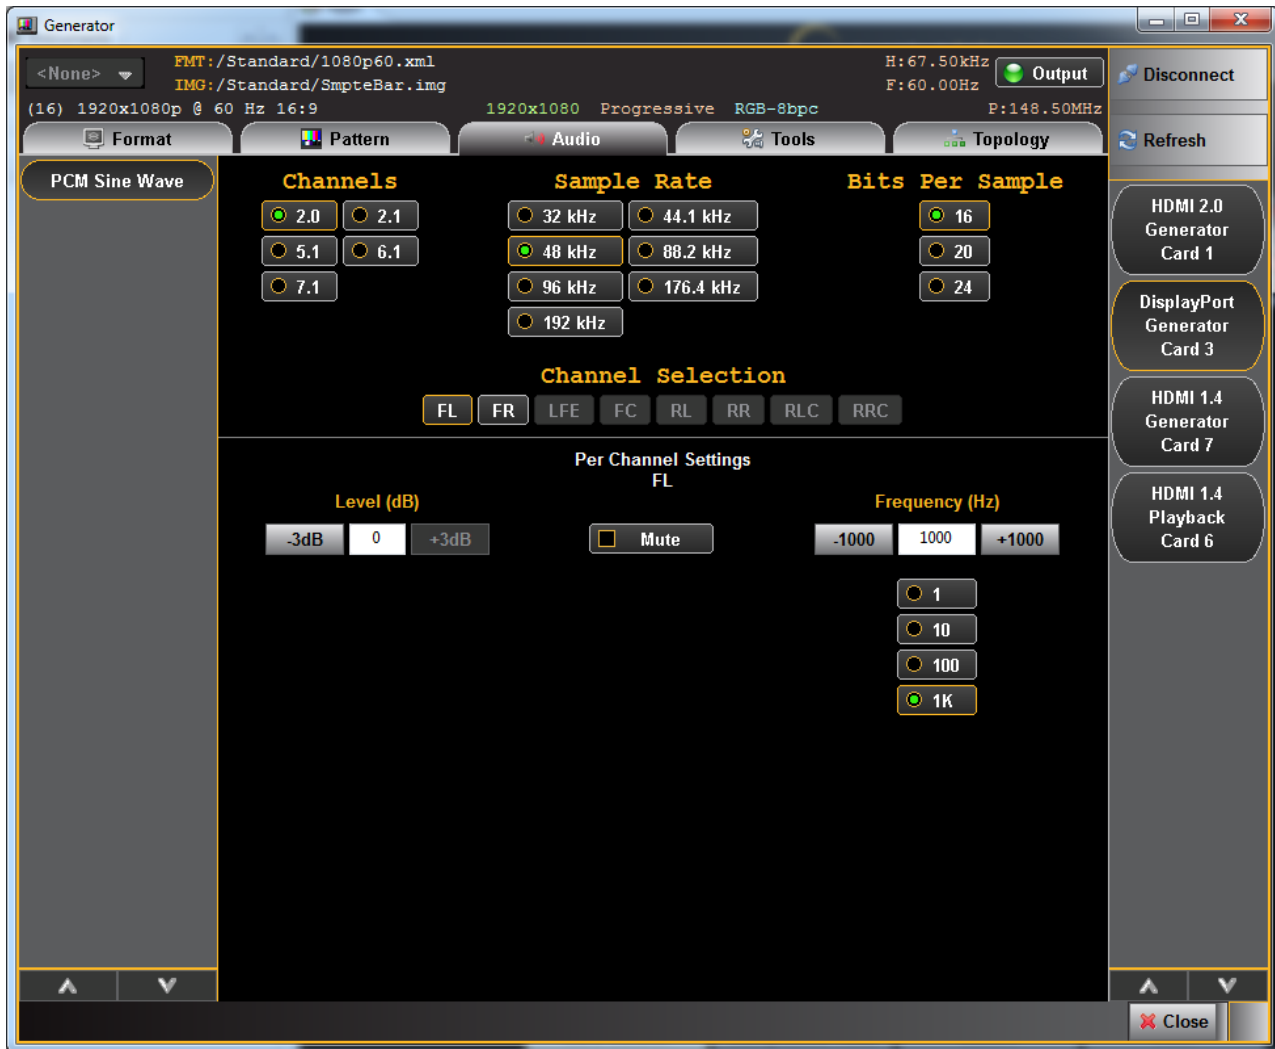 Generator
<None>
FMT:/Standard/1080p60.xml
IMG:/Standard/SmpteBar.img
H:67.50kHz
F:60.00Hz
Output
(16) 1920x1080p @ 60 Hz 16:9
1920x1080 Progressive RGB-8bpc
P:148.50MHz
Disconnect
Refresh
Format
Pattern
Audio
Tools
Topology
PCM Sine Wave
Channels
2.0 2.1
5.1 6.1
7.1
Sample Rate
32 kHz 44.1 kHz
48 kHz 88.2 kHz
96 kHz 176.4 kHz
192 kHz
Bits Per Sample
16
20
24
Channel Selection
FL FR LFE FC RL RR RLC RRC
Per Channel Settings
FL
Level (dB)
-3dB 0 +3dB
Mute
Frequency (Hz)
-1000 1000 +1000
1
10
100
1K
HDMI 2.0
Generator
Card 1
DisplayPort
Generator
Card 3
HDMI 1.4
Generator
Card 7
HDMI 1.4
Playback
Card 6
Close